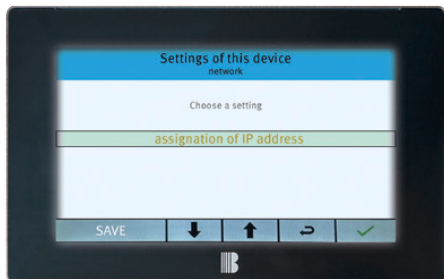 Settings of this device
network
Choose a setting
assignation of IP address
SAVE